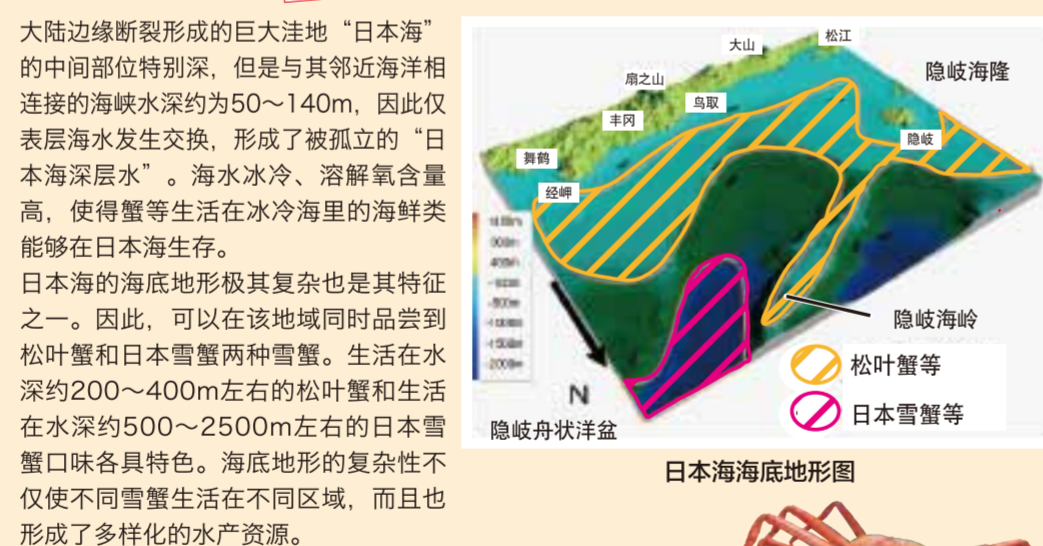 大陆边缘断裂形成的巨大洼地“日本海”
的中间部位特别深，但是与其邻近海洋相
连接的海峡水深约为50～140m，因此仅
表层海水发生交换，形成了被孤立的“日
本海深层水”。海水冰冷、溶解氧含量
高，使得蟹等生活在冰冷海里的海鲜类
能够在日本海生存。
日本海的海底地形极其复杂也是其特征
之一。因此，可以在该地域同时品尝到
松叶蟹和日本雪蟹两种雪蟹。生活在水
深约200～400m左右的松叶蟹和生活
在水深约500～2500m左右的日本雪
蟹口味各具特色。海底地形的复杂性不
仅使不同雪蟹生活在不同区域，而且也
形成了多样化的水产资源。
松江
大山
隐岐海隆
扇之山
鸟取
丰冈
隐岐
舞鹤
经岬
隐岐海岭
N
松叶蟹等
日本雪蟹等
隐岐舟状洋盆
日本海海底地形图